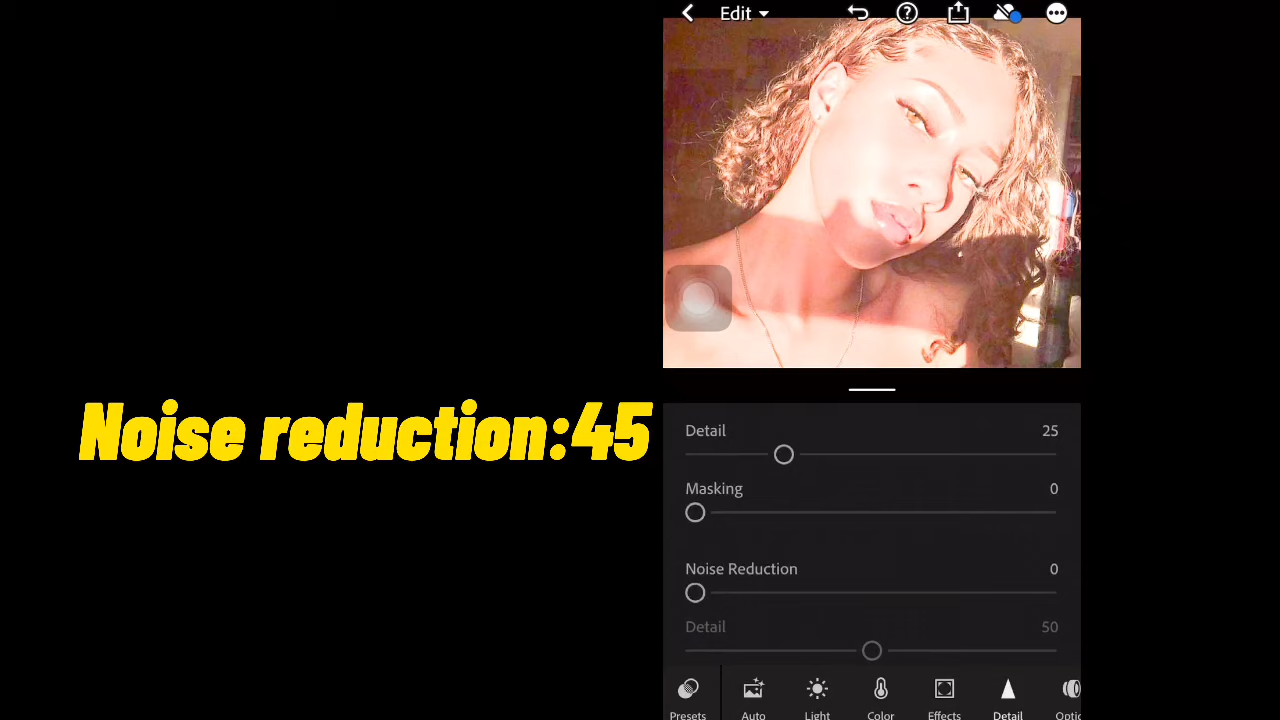 Edit
Noise reduction:45
Detail 25
Masking 0
Noise Reduction 0
Detail 50
Presets Auto Light Color Effects Detail Optic